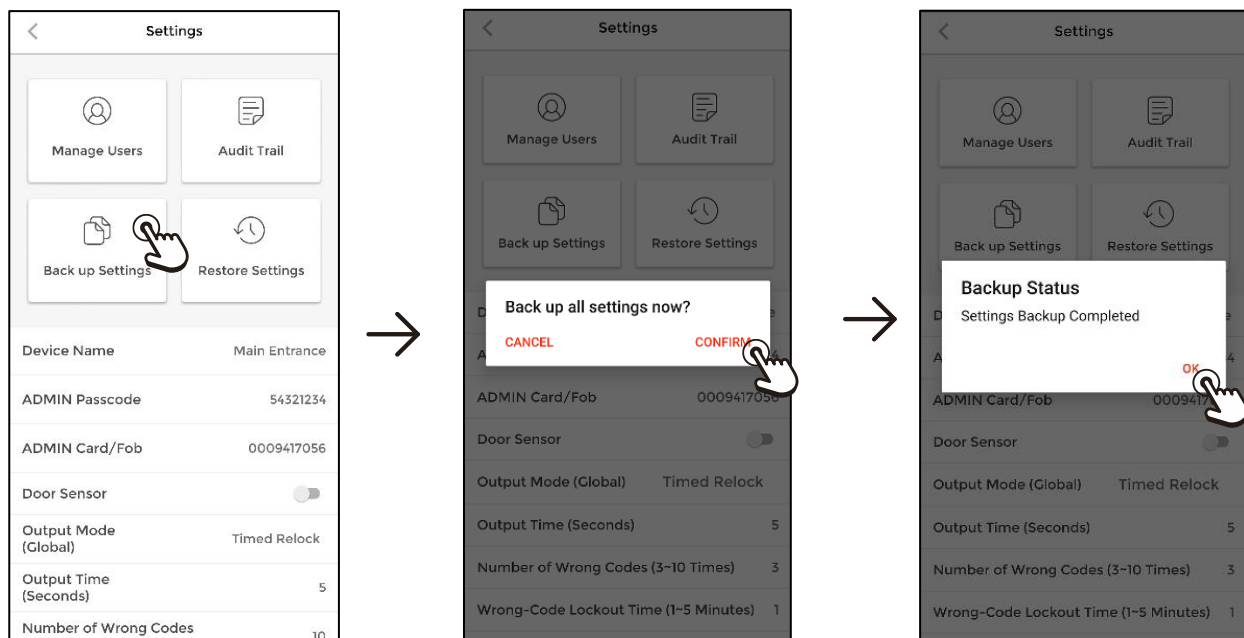 Settings
Manage Users
Audit Trail
Back up Settings
Restore Settings
Device Name Main Entrance
ADMIN Passcode 54321234
ADMIN Card/Fob 0009417056
Door Sensor
Output Mode
(Global)
Timed Relock
Output Time
(Seconds)
5
Number of Wrong Codes
10
Settings
Manage Users
Audit Trail
Back up Settings
Restore Settings
D e
Back up all settings now?
CANCEL CONFIRM
A 4
ADMIN Card/Fob 0009417056
Door Sensor
Output Mode (Global) Timed Relock
Output Time (Seconds) 5
Number of Wrong Codes (3~10 Times) 3
Wrong-Code Lockout Time (1~5 Minutes) 1
Settings
Manage Users
Audit Trail
Back up Settings
Restore Settings
Backup Status
D e
Settings Backup Completed
A 4
OK
ADMIN Card/Fob 00094170
Door Sensor
Output Mode (Global) Timed Relock
Output Time (Seconds) 5
Number of Wrong Codes (3~10 Times) 3
Wrong-Code Lockout Time (1~5 Minutes) 1